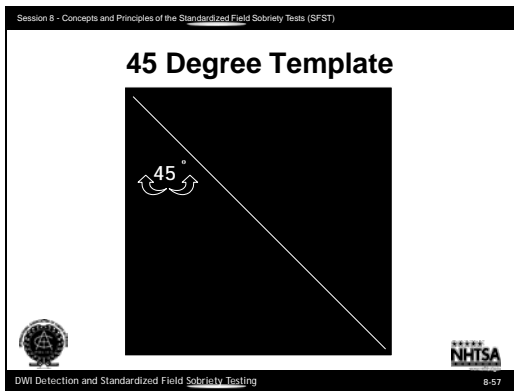 Session 8 - Concepts and Principles of the Standardized Field Sobriety Tests (SFST)
45 Degree Template
45°
NHTSA
DWI Detection and Standardized Field Sobriety Testing 8-57